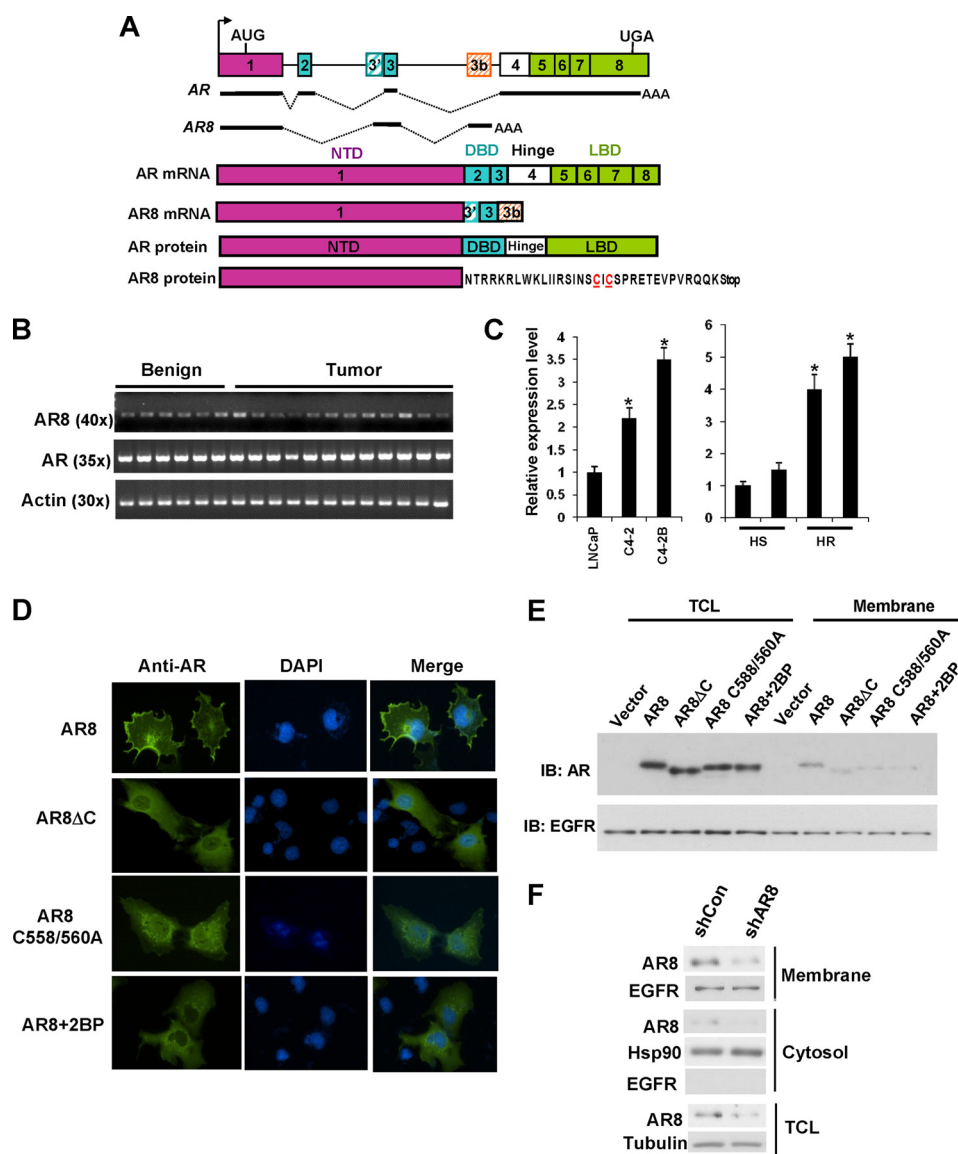 A
AUG
UGA
1 2 3' 3 3b 4 5 6 7 8
AR
AAA
AR8
AAA
NTD DBD Hinge LBD
AR mRNA 1 2 3 4 5 6 7 8
AR8 mRNA 1 3' 3 3b
AR protein NTD DBD Hinge LBD
AR8 protein NTRRKRLWKLIIRSINSCICSPRETEVPVRQQKStop
B
Benign Tumor
AR8 (40x)
AR (35x)
Actin (30x)
C
Relative expression level
4
3.5
3
2.5
2
1.5
1
0.5
0
* *
LNCaP
C4-2
C4-2B
6
5
4
3
2
1
0
* *
HS HR
D
Anti-AR DAPI Merge
AR8
AR8ΔC
AR8
C558/560A
AR8+2BP
E
TCL Membrane
Vector
AR8
AR8ΔC
AR8 C588/560A
AR8+2BP
Vector
AR8
AR8ΔC
AR8 C588/560A
AR8+2BP
IB: AR
IB: EGFR
F
shCon
shAR8
AR8
EGFR
Membrane
AR8
Hsp90
EGFR
Cytosol
AR8
Tubulin
TCL